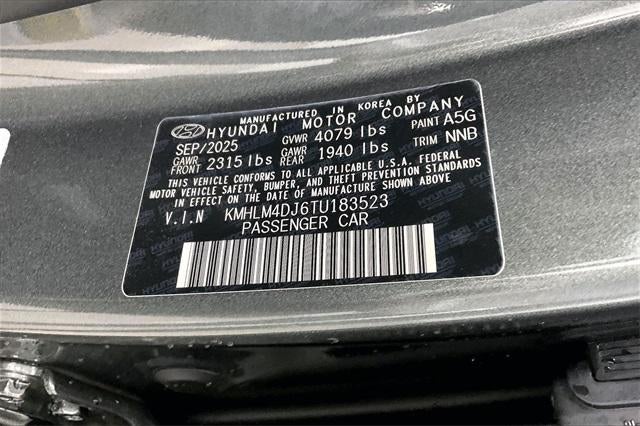 MANUFACTURED IN KOREA BY
HYUNDAI MOTOR COMPANY
SEP/2025 GVWR 4079 lbs PAINT A5G
GAWR FRONT 2315 lbs GAWR REAR 1940 lbs TRIM NNB
THIS VEHICLE CONFORMS TO ALL APPLICABLE U.S.A. FEDERAL
MOTOR VEHICLE SAFETY, BUMPER, AND THEFT PREVENTION STANDARDS
IN EFFECT ON THE DATE OF MANUFACTURE SHOWN ABOVE.
V.I.N KMHLM4DJ6TU183523
PASSENGER CAR